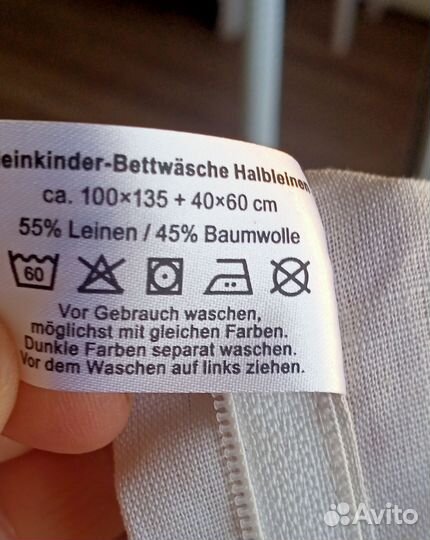 einkinder-Bettwäsche Halbleinen
ca. 100×135 + 40×60 cm
55% Leinen / 45% Baumwolle
60
Vor Gebrauch waschen,
möglichst mit gleichen Farben.
Dunkle Farben separat waschen.
Vor dem Waschen auf links ziehen.
Avito